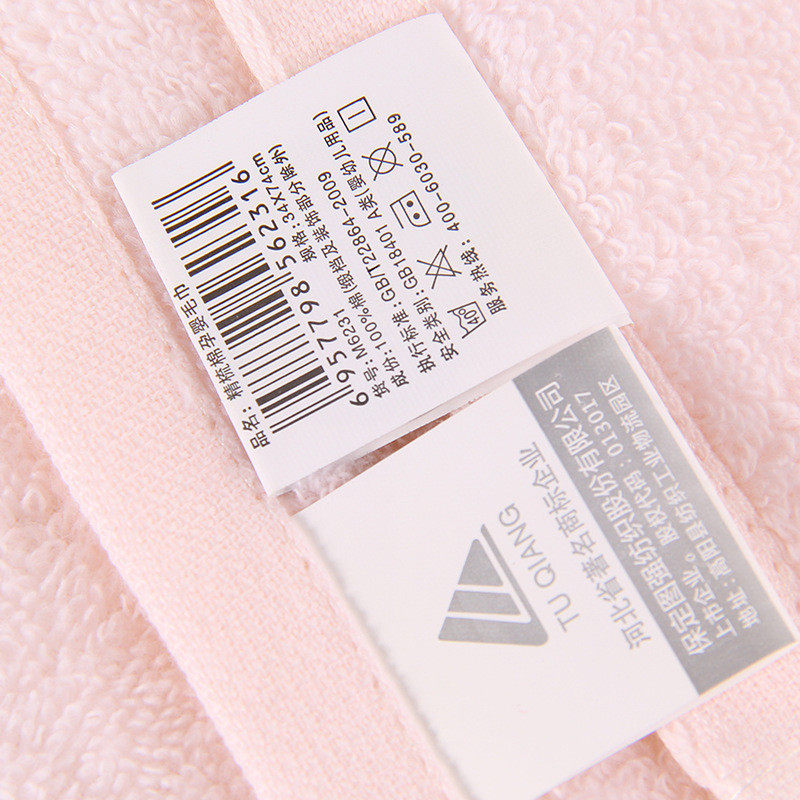 品名：精梳棉孕婴毛巾
6957798562316
货号：M6231 规格：34X74cm
成份：100%棉(缎档及装饰部分除外)
执行标准：GB/T22864-2009
安全类别：GB18401 A类(婴幼儿用品)
40°
服务热线：400-6030-589
TU QIANG
河北省著名商标企业
保定图强纺织股份有限公司
上市企业。股权代码：013017
地址：高阳县纺织工业物流园区